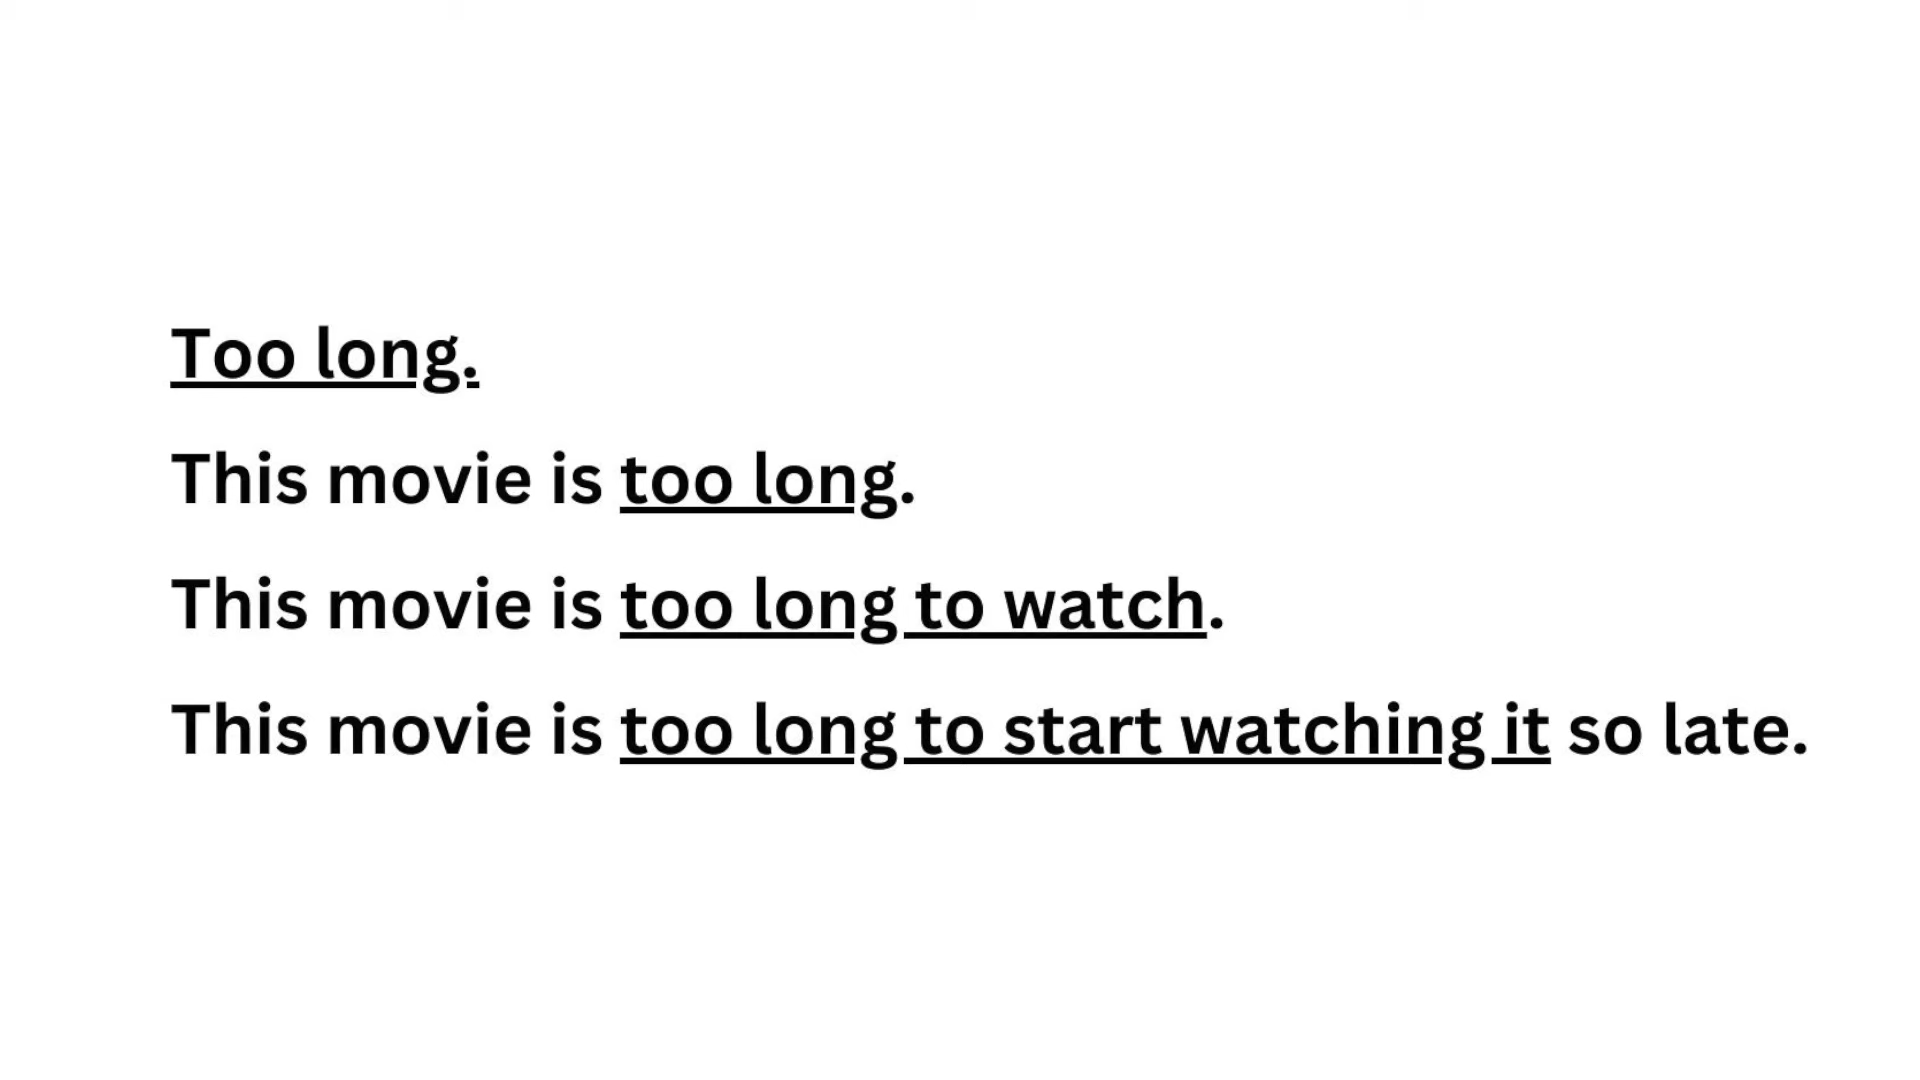 Too long.
This movie is too long.
This movie is too long to watch.
This movie is too long to start watching it so late.